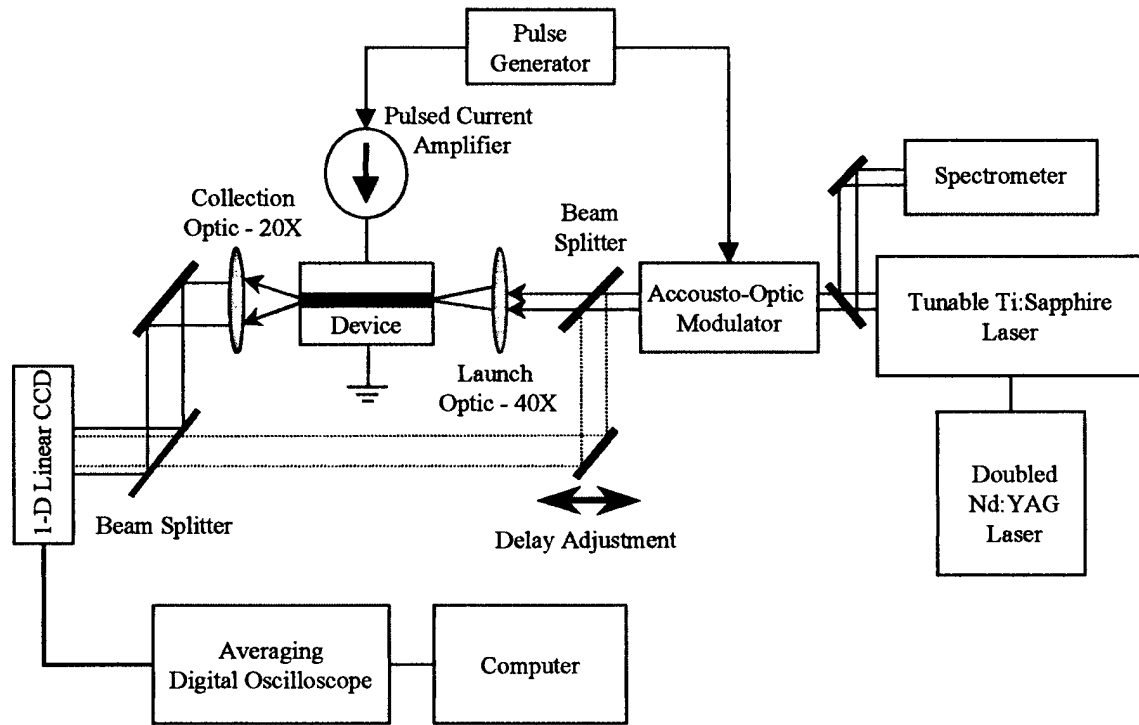 Pulse
Generator
Pulsed Current
Amplifier
Spectrometer
Collection
Optic - 20X
Beam
Splitter
Accousto-Optic
Modulator
Tunable Ti:Sapphire
Laser
Device
Launch
Optic - 40X
1-D Linear CCD
Doubled
Nd:YAG
Laser
Beam Splitter
Delay Adjustment
Averaging
Digital Oscilloscope
Computer